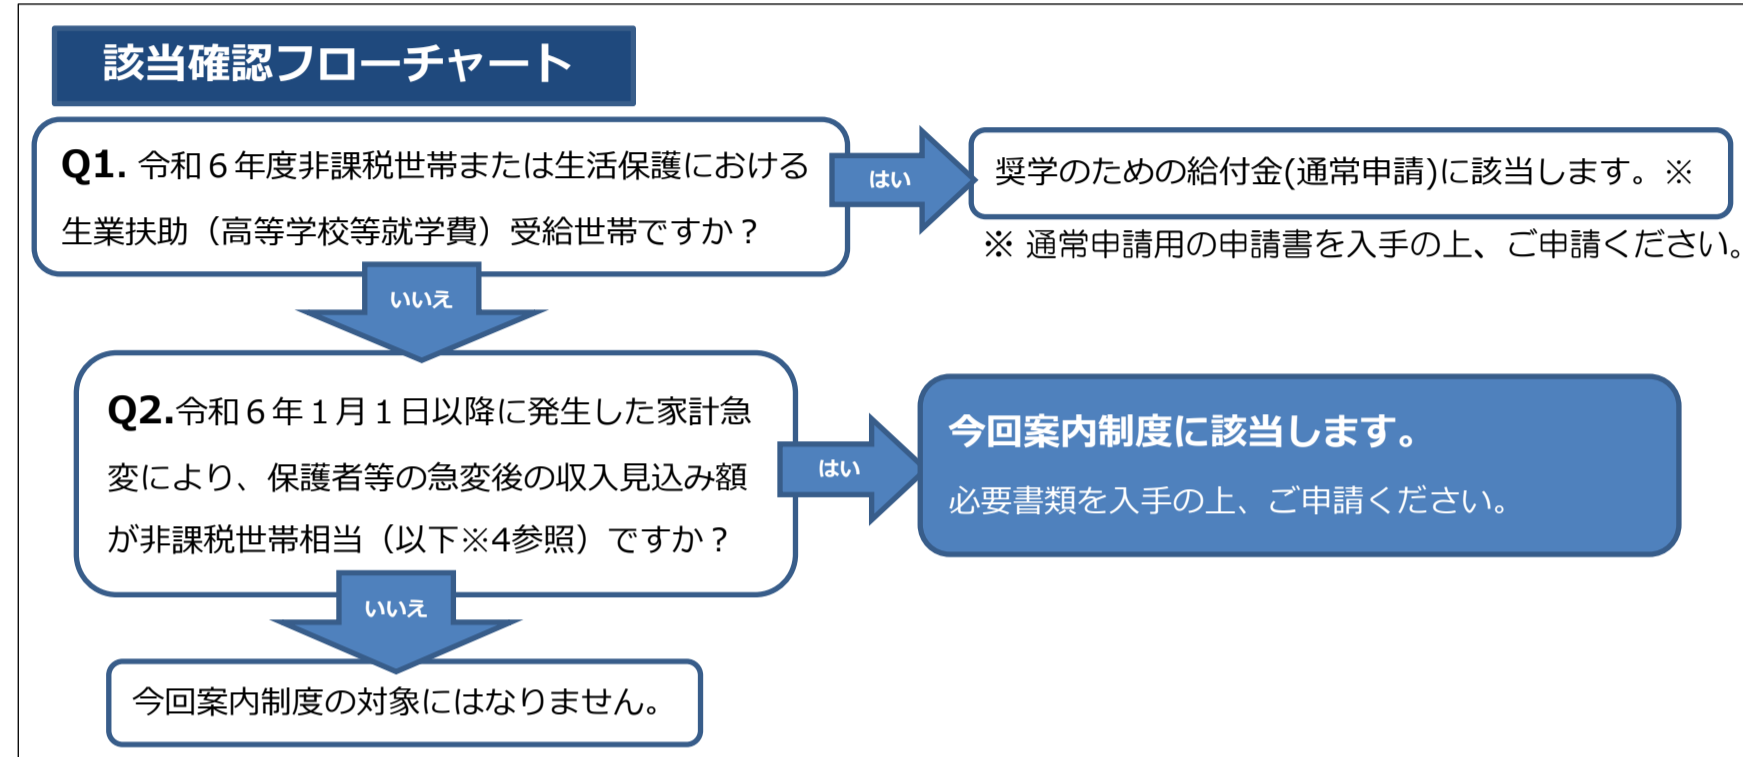 該当確認フローチャート
Q1. 令和６年度非課税世帯または生活保護における
生業扶助（高等学校等就学費）受給世帯ですか？
はい
奨学のための給付金(通常申請)に該当します。※
※ 通常申請用の申請書を入手の上、ご申請ください。
いいえ
Q2.令和６年１月１日以降に発生した家計急
変により、保護者等の急変後の収入見込み額
が非課税世帯相当（以下※4参照）ですか？
はい
今回案内制度に該当します。
必要書類を入手の上、ご申請ください。
いいえ
今回案内制度の対象にはなりません。